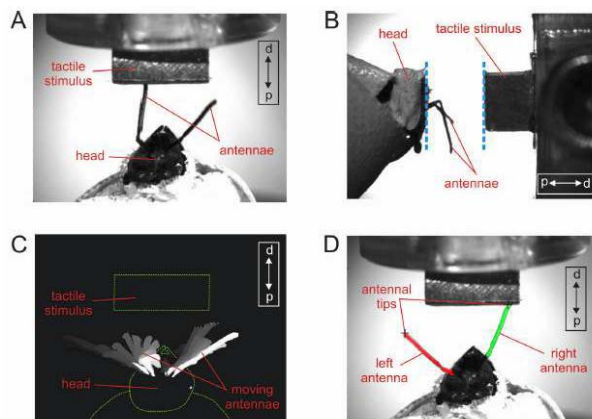 A
tactile
stimulus
d
p
antennae
head
B
head
tactile stimulus
antennae
p d
C
tactile
stimulus
d
p
head
moving
antennae
D
antennal
tips
d
p
left
antenna
right
antenna